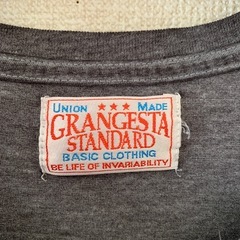 UNION ★★★ MADE
GRANGESTA
STANDARD
BASIC CLOTHING
BE LIFE OF INVARIABILITY